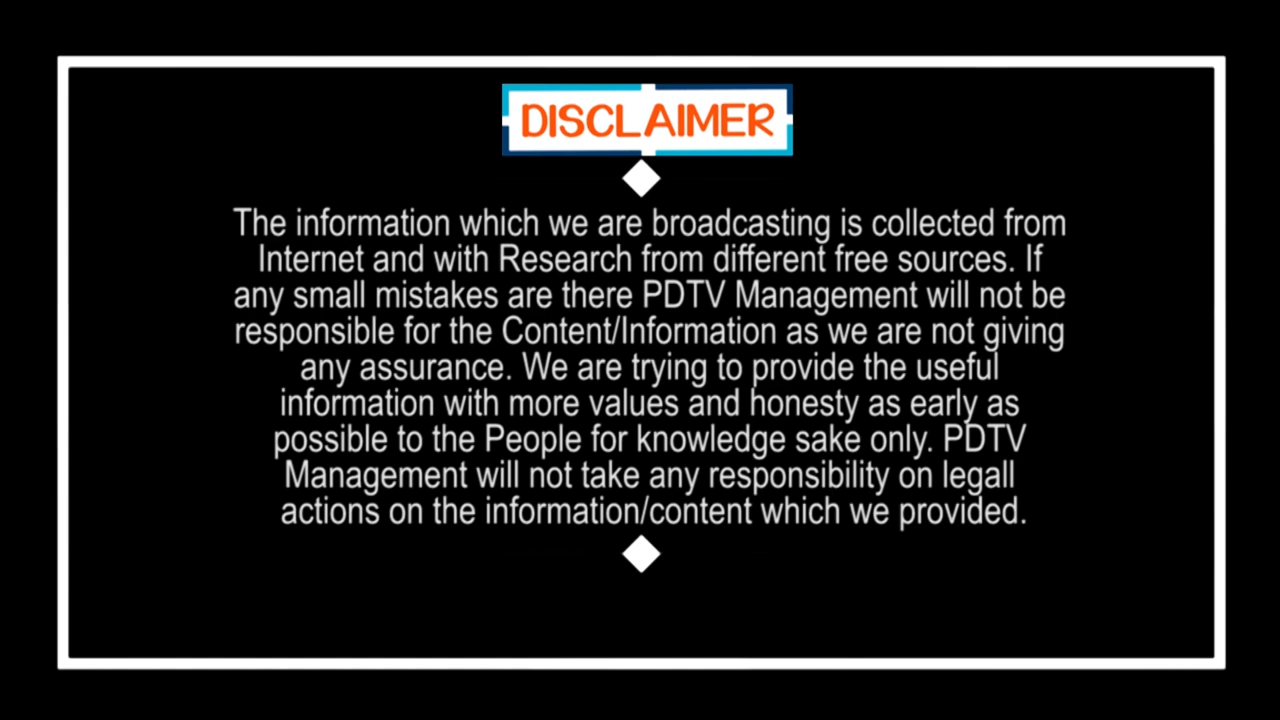 DISCLAIMER
The information which we are broadcasting is collected from
Internet and with Research from different free sources. If
any small mistakes are there PDTV Management will not be
responsible for the Content/Information as we are not giving
any assurance. We are trying to provide the useful
information with more values and honesty as early as
possible to the People for knowledge sake only. PDTV
Management will not take any responsibility on legall
actions on the information/content which we provided.